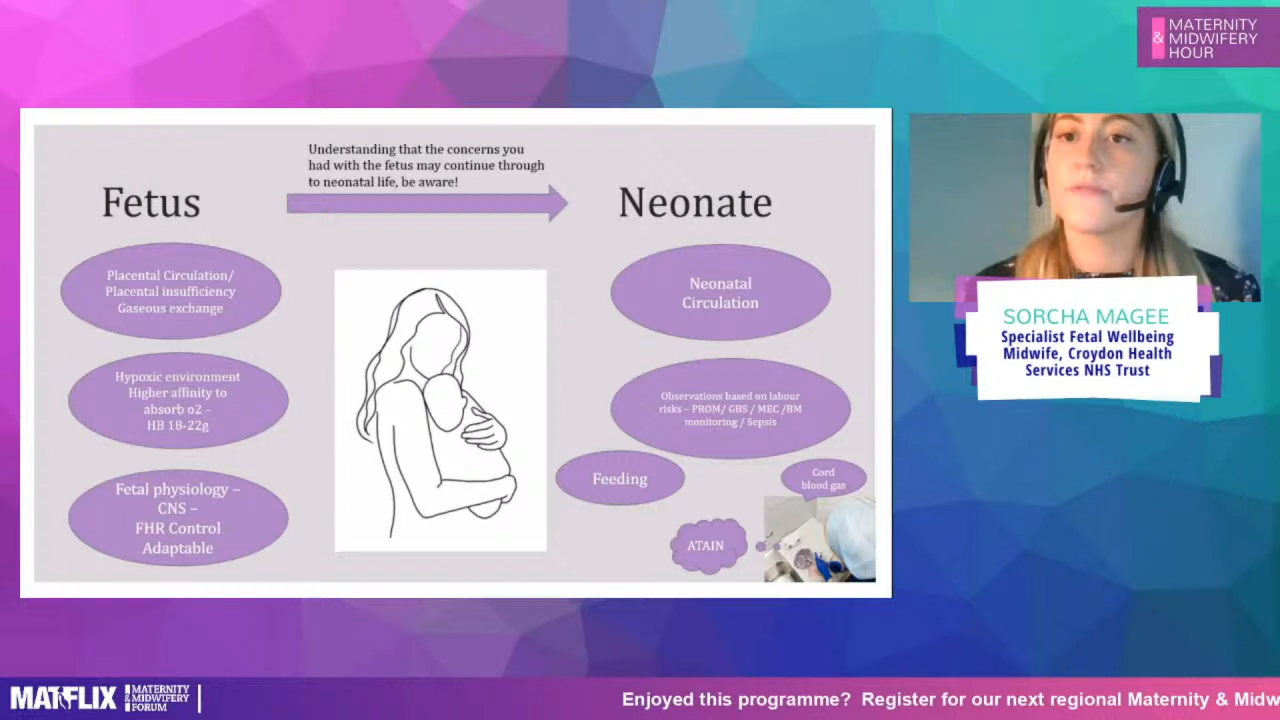 MATERNITY
& MIDWIFERY
HOUR
Understanding that the concerns you
had with the fetus may continue through
to neonatal life, be aware!
Fetus
Neonate
Placental Circulation/
Placental insufficiency
Gaseous exchange
Hypoxic environment
Higher affinity to
absorb o2 –
HB 18-22g
Fetal physiology –
CNS –
FHR Control
Adaptable
Neonatal
Circulation
Observations based on labour
risks – PROM/ GBS / MEC /BM
monitoring / Sepsis
Feeding
Cord
blood gas
ATAIN
SORCHA MAGEE
Specialist Fetal Wellbeing
Midwife, Croydon Health
Services NHS Trust
MATFLIX
MATERNITY
& MIDWIFERY
FORUM
Enjoyed this programme? Register for our next regional Maternity & Midw